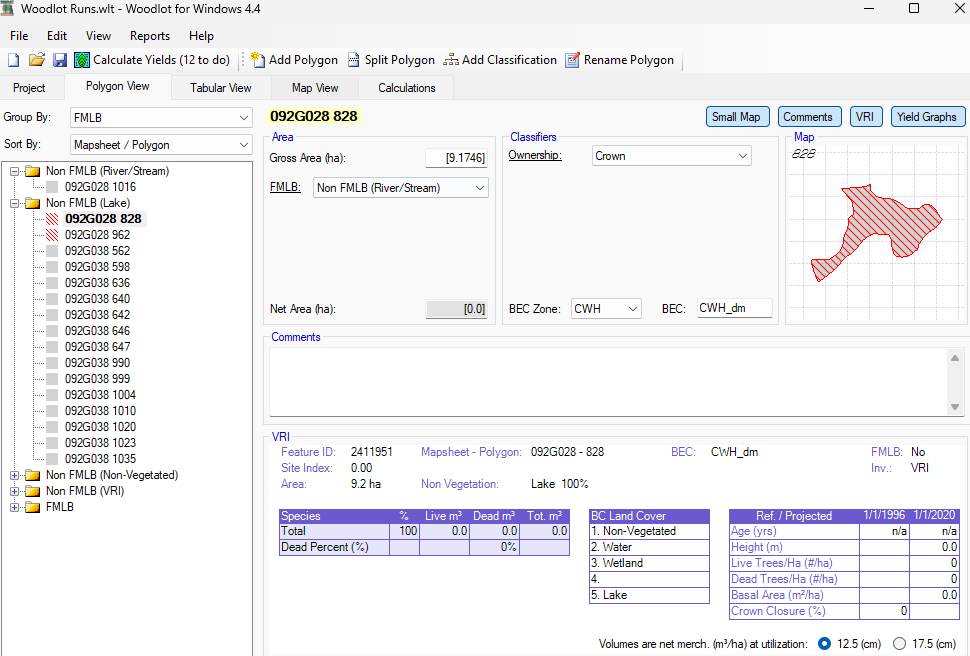 Woodlot Runs.wlt - Woodlot for Windows 4.4
File Edit View Reports Help
Calculate Yields (12 to do) Add Polygon Split Polygon Add Classification Rename Polygon
Project Polygon View Tabular View Map View Calculations
Group By: FMLB
Sort By: Mapsheet / Polygon
Non FMLB (River/Stream)
092G028 1016
Non FMLB (Lake)
092G028 828
092G028 962
092G038 562
092G038 598
092G038 636
092G038 640
092G038 642
092G038 646
092G038 647
092G038 990
092G038 999
092G038 1004
092G038 1010
092G038 1020
092G038 1023
092G038 1035
Non FMLB (Non-Vegetated)
Non FMLB (VRI)
FMLB
092G028 828
Small Map Comments VRI Yield Graphs
Area
Gross Area (ha): [9.1746]
FMLB: Non FMLB (River/Stream)
Net Area (ha): [0.0]
Classifiers
Ownership: Crown
BEC Zone: CWH BEC: CWH_dm
Map
828
Comments
VRI
Feature ID: 2411951 Mapsheet - Polygon: 092G028 - 828 BEC: CWH_dm FMLB: No
Site Index: 0.00 Inv.: VRI
Area: 9.2 ha Non Vegetation: Lake 100%
Species % Live m³ Dead m³ Tot. m³
Total 100 0.0 0.0 0.0
Dead Percent (%) 0%
BC Land Cover
1. Non-Vegetated
2. Water
3. Wetland
4.
5. Lake
Ref. / Projected 1/1/1996 1/1/2020
Age (yrs) n/a n/a
Height (m) 0.0
Live Trees/Ha (#/ha) 0
Dead Trees/Ha (#/ha) 0
Basal Area (m²/ha) 0.0
Crown Closure (%) 0
Volumes are net merch. (m³/ha) at utilization: 12.5 (cm) 17.5 (cm)